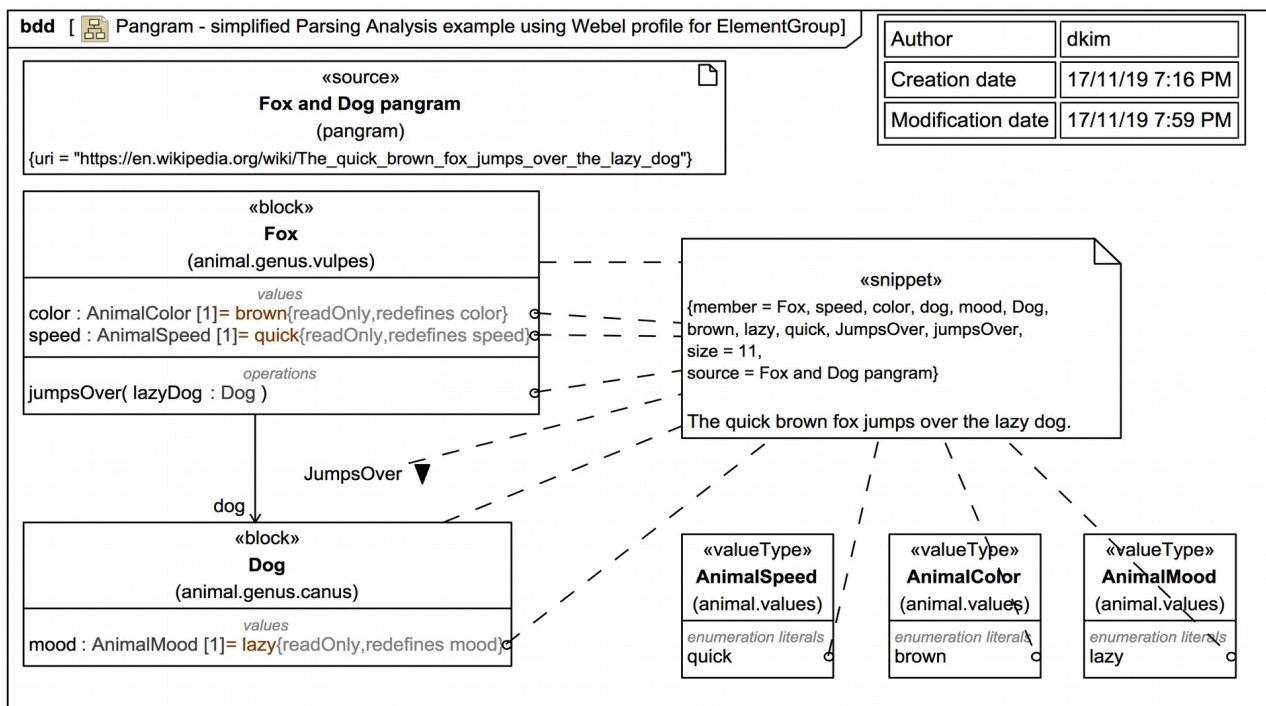 bdd [ Pangram - simplified Parsing Analysis example using Webel profile for ElementGroup]
Author dkim
Creation date 17/11/19 7:16 PM
Modification date 17/11/19 7:59 PM
«source»
Fox and Dog pangram
(pangram)
{uri = "https://en.wikipedia.org/wiki/The_quick_brown_fox_jumps_over_the_lazy_dog"}
«block»
Fox
(animal.genus.vulpes)
values
color : AnimalColor [1]= brown{readOnly,redefines color}
speed : AnimalSpeed [1]= quick{readOnly,redefines speed}
operations
jumpsOver( lazyDog : Dog )
«snippet»
{member = Fox, speed, color, dog, mood, Dog,
brown, lazy, quick, JumpsOver, jumpsOver,
size = 11,
source = Fox and Dog pangram}
The quick brown fox jumps over the lazy dog.
JumpsOver
dog
«block»
Dog
(animal.genus.canus)
values
mood : AnimalMood [1]= lazy{readOnly,redefines mood}
«valueType»
AnimalSpeed
(animal.values)
enumeration literals
quick
«valueType»
AnimalColor
(animal.values)
enumeration literals
brown
«valueType»
AnimalMood
(animal.values)
enumeration literals
lazy